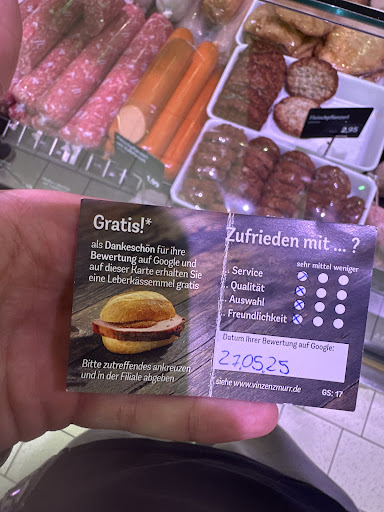 Fleischpflanzerl
2,95
Gratis!*
als Dankeschön für ihre
Bewertung auf Google und
auf dieser Karte erhalten Sie
eine Leberkässemmel gratis
Bitte zutreffendes ankreuzen
und in der Filiale abgeben
Zufrieden mit ... ?
sehr mittel weniger
Service
Qualität
Auswahl
Freundlichkeit
Datum Ihrer Bewertung auf Google:
27.05.25
siehe www.vinzenzmurr.de
GS: 17